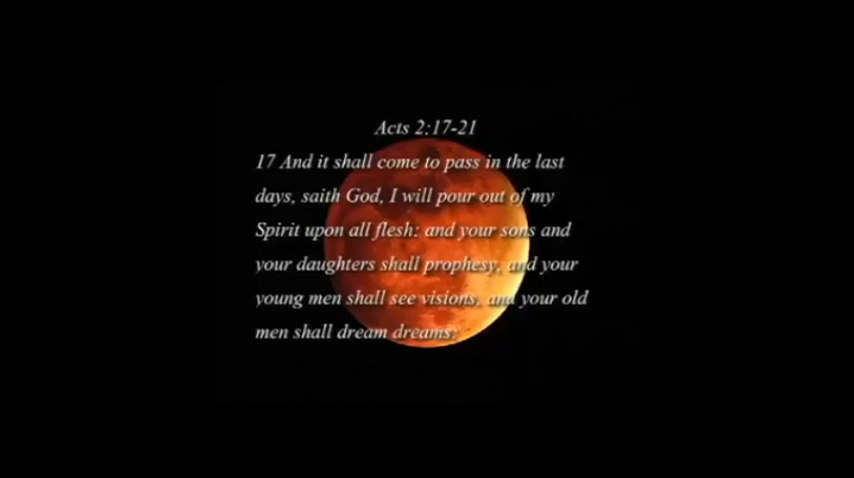 Acts 2:17-21
17 And it shall come to pass in the last
days, saith God, I will pour out of my
Spirit upon all flesh: and your sons and
your daughters shall prophesy, and your
young men shall see visions, and your old
men shall dream dreams: